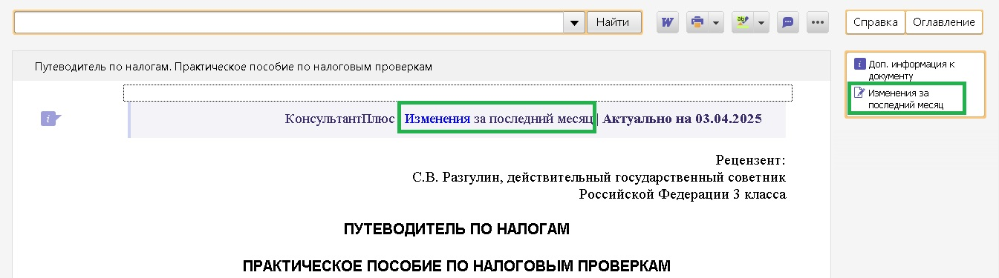 Найти
W
Справка
Оглавление
Путеводитель по налогам. Практическое пособие по налоговым проверкам
Доп. информация к
документу
Изменения за
последний месяц
КонсультантПлюс Изменения за последний месяц | Актуально на 03.04.2025
Рецензент:
С.В. Разгулин, действительный государственный советник
Российской Федерации 3 класса
ПУТЕВОДИТЕЛЬ ПО НАЛОГАМ
ПРАКТИЧЕСКОЕ ПОСОБИЕ ПО НАЛОГОВЫМ ПРОВЕРКАМ